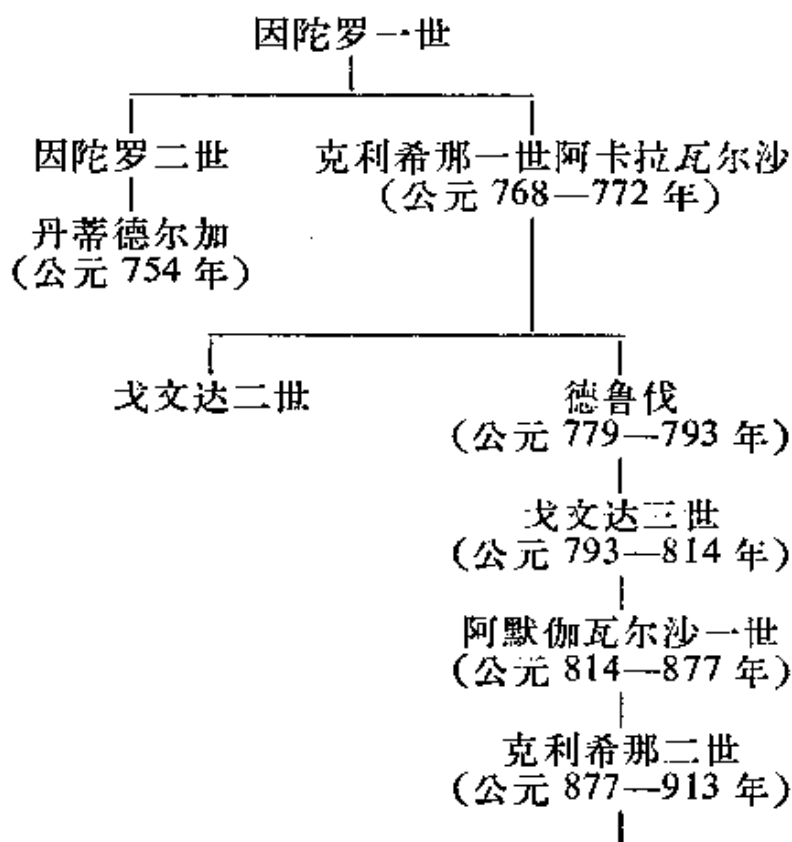 因陀罗一世
因陀罗二世 克利希那一世阿卡拉瓦尔沙
(公元 768—772 年)
丹蒂德尔加
(公元 754 年)
戈文达二世 德鲁伐
(公元 779—793 年)
戈文达三世
(公元 793—814 年)
阿默伽瓦尔沙一世
(公元 814—877 年)
克利希那二世
(公元 877—913 年)